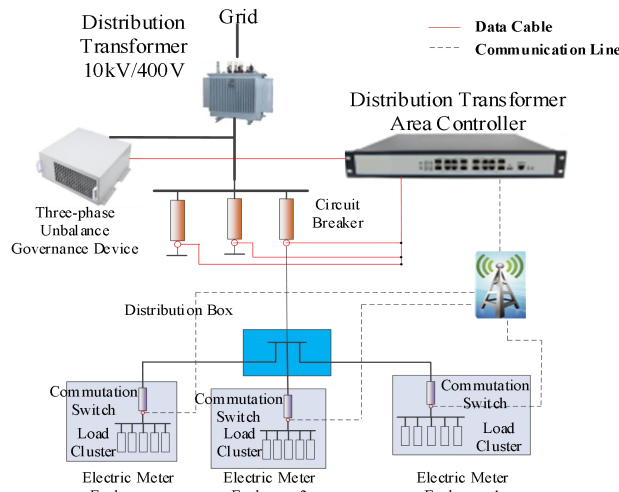 Grid
Distribution
Transformer
10kV/400V
Data Cable
Communication Line
Distribution Transformer
Area Controller
Three-phase
Unbalance
Governance Device
Circuit
Breaker
Distribution Box
Commutation
Switch
Load
Cluster
Commutation
Switch
Load
Cluster
Commutation
Switch
Load
Cluster
Electric Meter
Electric Meter
Electric Meter